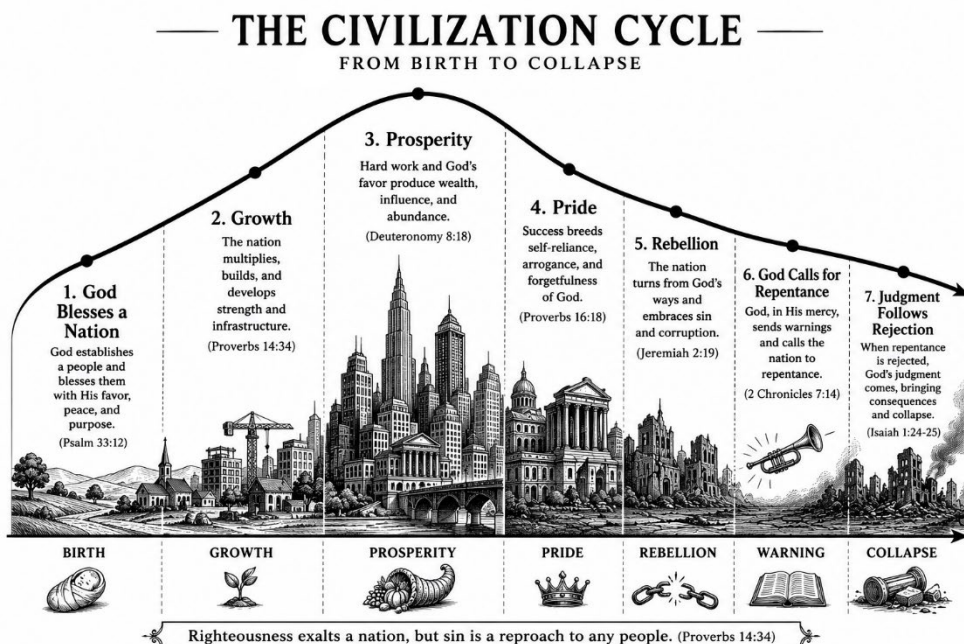 THE CIVILIZATION CYCLE
FROM BIRTH TO COLLAPSE
1. God
Blesses a
Nation
God establishes
a people and
blesses them
with His favor,
peace, and
purpose.
(Psalm 33:12)
2. Growth
The nation
multiplies,
builds, and
develops
strength and
infrastructure.
(Proverbs 14:34)
3. Prosperity
Hard work and God's
favor produce wealth,
influence, and
abundance.
(Deuteronomy 8:18)
4. Pride
Success breeds
self-reliance,
arrogance, and
forgetfulness
of God.
(Proverbs 16:18)
5. Rebellion
The nation
turns from God's
ways and
embraces sin
and corruption.
(Jeremiah 2:19)
6. God Calls for
Repentance
God, in His mercy,
sends warnings
and calls the
nation to
repentance.
(2 Chronicles 7:14)
7. Judgment
Follows
Rejection
When repentance
is rejected,
God's judgment
comes, bringing
consequences
and collapse.
(Isaiah 1:24-25)
BIRTH
GROWTH
PROSPERITY
PRIDE
REBELLION
WARNING
COLLAPSE
Righteousness exalts a nation, but sin is a reproach to any people. (Proverbs 14:34)